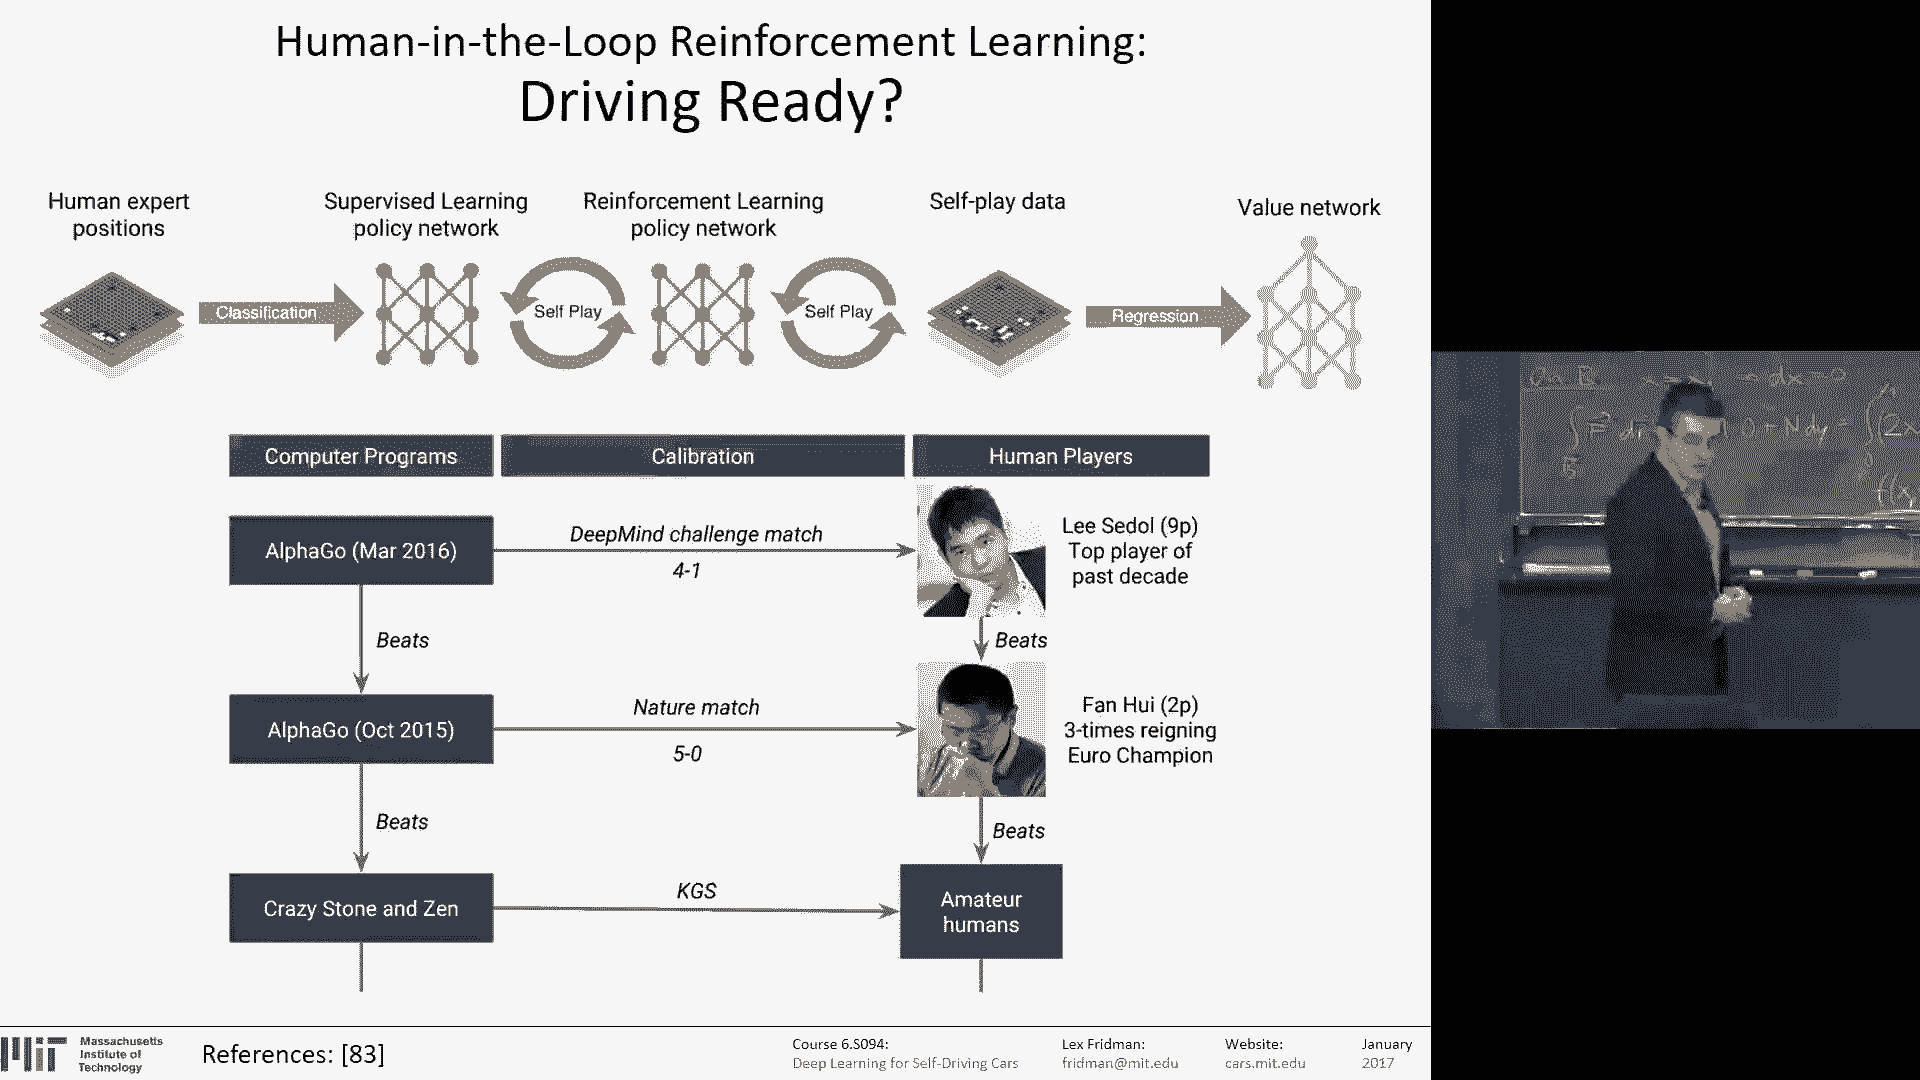 Human-in-the-Loop Reinforcement Learning:
Driving Ready?
Human expert
positions
Supervised Learning
policy network
Reinforcement Learning
policy network
Self-play data
Value network
Classification
Self Play
Self Play
Regression
Computer Programs
Calibration
Human Players
AlphaGo (Mar 2016)
DeepMind challenge match
4-1
Lee Sedol (9p)
Top player of
past decade
Beats
Beats
AlphaGo (Oct 2015)
Nature match
5-0
Fan Hui (2p)
3-times reigning
Euro Champion
Beats
Beats
Crazy Stone and Zen
KGS
Amateur
humans
MIT
Massachusetts
Institute of
Technology
References: [83]
Course 6.S094:
Deep Learning for Self-Driving Cars
Lex Fridman:
fridman@mit.edu
Website:
cars.mit.edu
January
2017